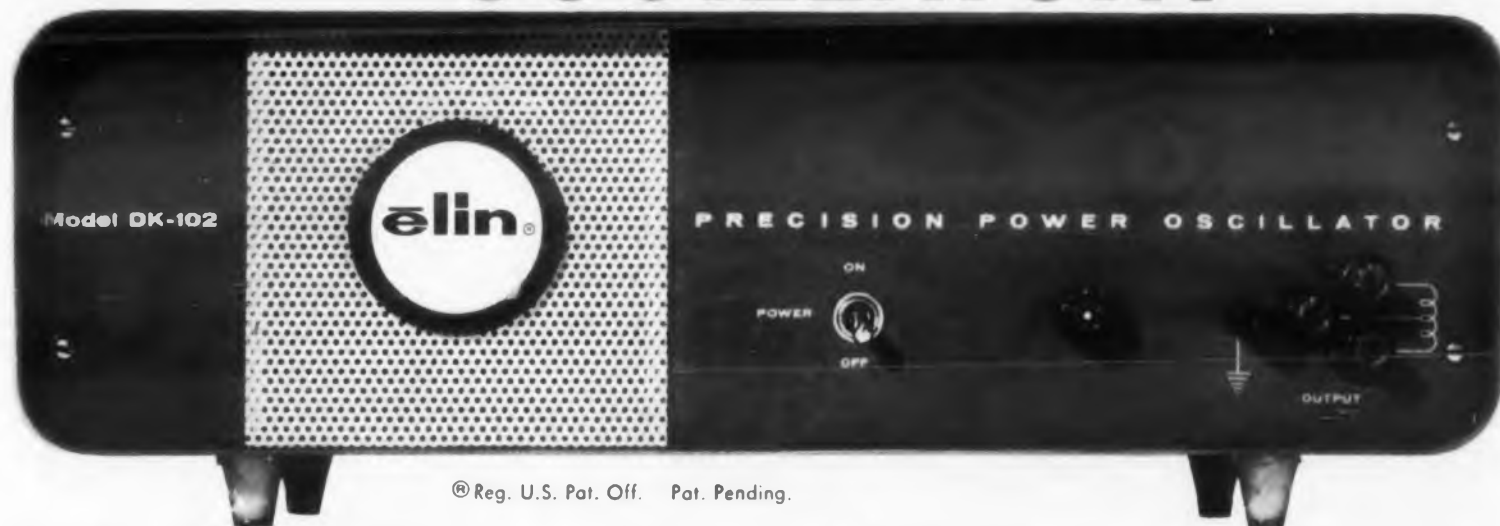 Model DK-102
ēlin®
PRECISION POWER OSCILLATOR
ON
POWER
OFF
OUTPUT
® Reg. U.S. Pat. Off. Pat. Pending.